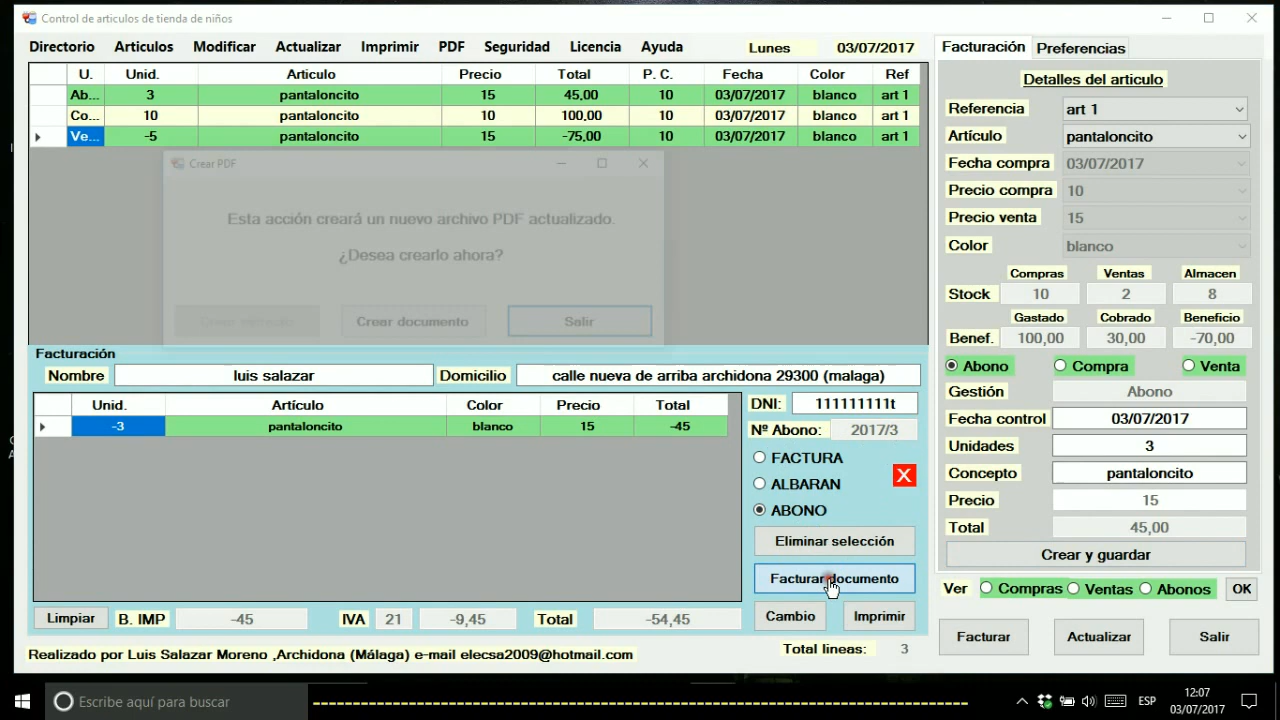 Control de articulos de tienda de niños
Directorio Articulos Modificar Actualizar Imprimir PDF Seguridad Licencia Ayuda Lunes 03/07/2017
U. Unid. Artículo Precio Total P. C. Fecha Color Ref
Ab... 3 pantaloncito 15 45,00 10 03/07/2017 blanco art 1
Co... 10 pantaloncito 10 100,00 10 03/07/2017 blanco art 1
Ve... -5 pantaloncito 15 -75,00 10 03/07/2017 blanco art 1
Crear PDF
Esta acción creará un nuevo archivo PDF actualizado.
¿Desea crearlo ahora?
Crear documento Salir
Facturación
Nombre luis salazar Domicilio calle nueva de arriba archidona 29300 (malaga)
Unid. Artículo Color Precio Total
-3 pantaloncito blanco 15 -45
DNI: 111111111t
Nº Abono: 2017/3
FACTURA
ALBARAN
X
ABONO
Eliminar selección
Facturar documento
Cambio Imprimir
Limpiar B. IMP -45 IVA 21 -9,45 Total -54,45
Total lineas: 3
Realizado por Luis Salazar Moreno ,Archidona (Málaga) e-mail elecsa2009@hotmail.com
Facturación Preferencias
Detalles del articulo
Referencia art 1
Artículo pantaloncito
Fecha compra 03/07/2017
Precio compra 10
Precio venta 15
Color blanco
Compras Ventas Almacen
Stock 10 2 8
Gastado Cobrado Beneficio
Benef. 100,00 30,00 -70,00
Abono Compra Venta
Gestión Abono
Fecha control 03/07/2017
Unidades 3
Concepto pantaloncito
Precio 15
Total 45,00
Crear y guardar
Ver Compras Ventas Abonos OK
Facturar Actualizar Salir
Escribe aquí para buscar
ESP
12:07
03/07/2017